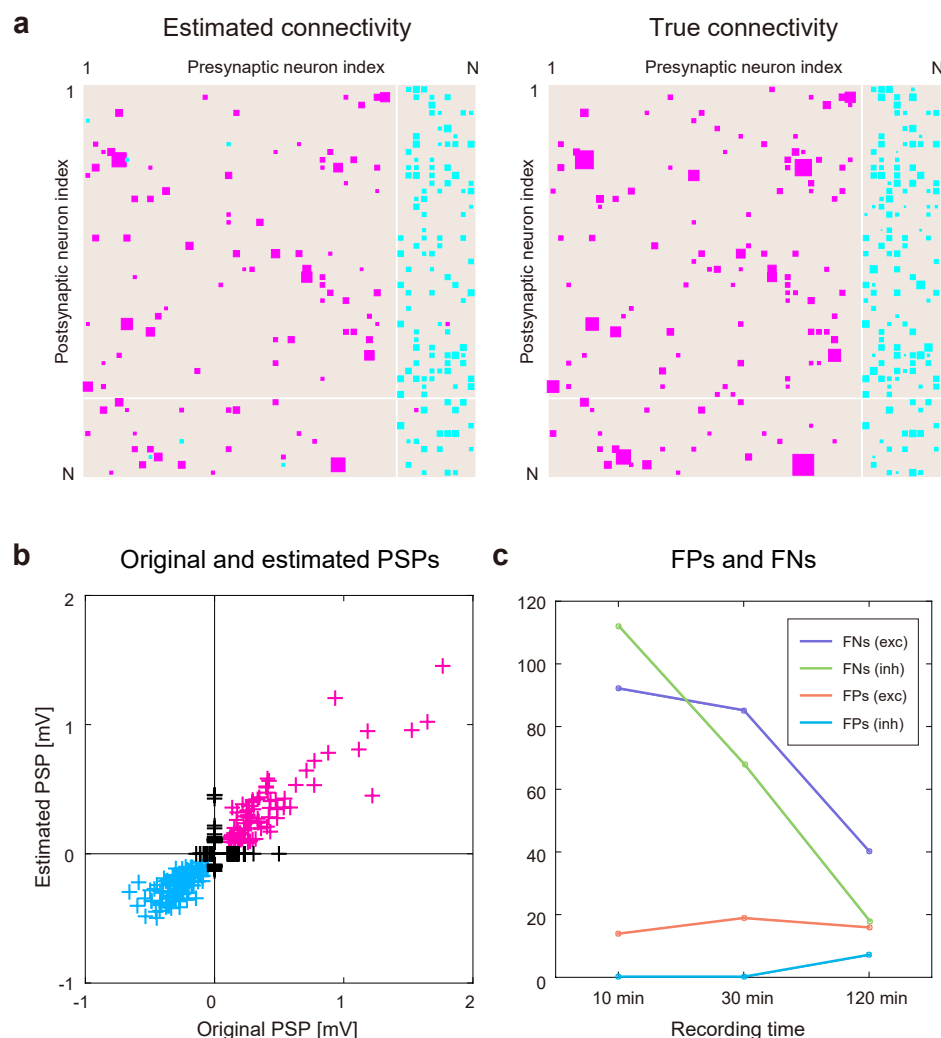 a
Estimated connectivity
True connectivity
1
Presynaptic neuron index
N
1
Presynaptic neuron index
N
1
Postsynaptic neuron index
N
1
Postsynaptic neuron index
N
b
Original and estimated PSPs
2
1
0
-1
Estimated PSP [mV]
-1
0
1
2
Original PSP [mV]
c
FPs and FNs
120
100
80
60
40
20
0
FNs (exc)
FNs (inh)
FPs (exc)
FPs (inh)
10 min
30 min
120 min
Recording time